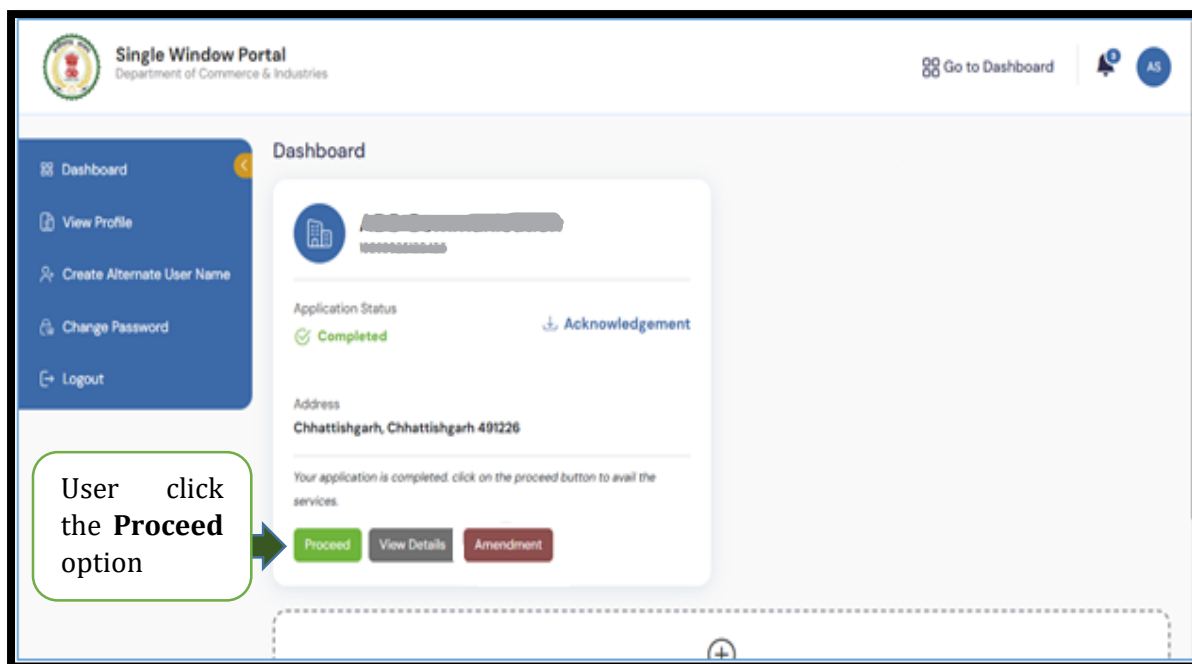 Single Window Portal
Department of Commerce & Industries
Go to Dashboard
3
AS
Dashboard
View Profile
Create Alternate User Name
Change Password
Logout
Dashboard
Application Status
Completed
Acknowledgement
Address
Chhattishgarh, Chhattishgarh 491226
Your application is completed. click on the proceed button to avail the
services.
Proceed
View Details
Amendment
User click
the Proceed
option